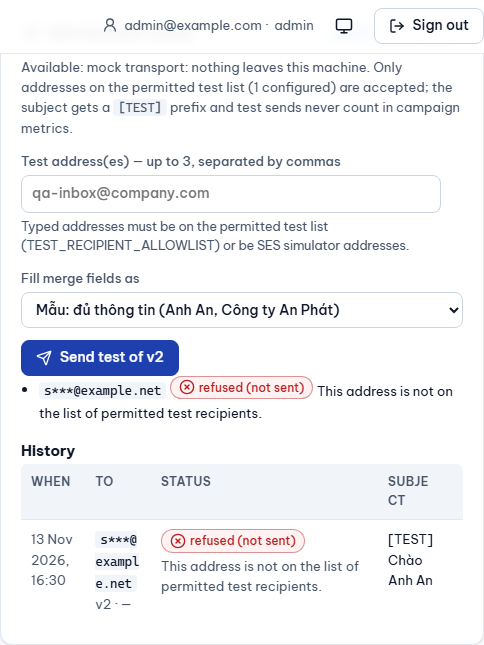 admin@example.com · admin
Sign out
Available: mock transport: nothing leaves this machine. Only
addresses on the permitted test list (1 configured) are accepted; the
subject gets a [TEST] prefix and test sends never count in campaign
metrics.
Test address(es) — up to 3, separated by commas
qa-inbox@company.com
Typed addresses must be on the permitted test list
(TEST_RECIPIENT_ALLOWLIST) or be SES simulator addresses.
Fill merge fields as
Mẫu: đủ thông tin (Anh An, Công ty An Phát)
Send test of v2
• s***@example.net refused (not sent) This address is not on
the list of permitted test recipients.
History
WHEN TO STATUS SUBJE
CT
13 Nov s***@ refused (not sent) [TEST]
2026, exampl This address is not on the list of Chào
16:30 e.net permitted test recipients. Anh An
v2 · —